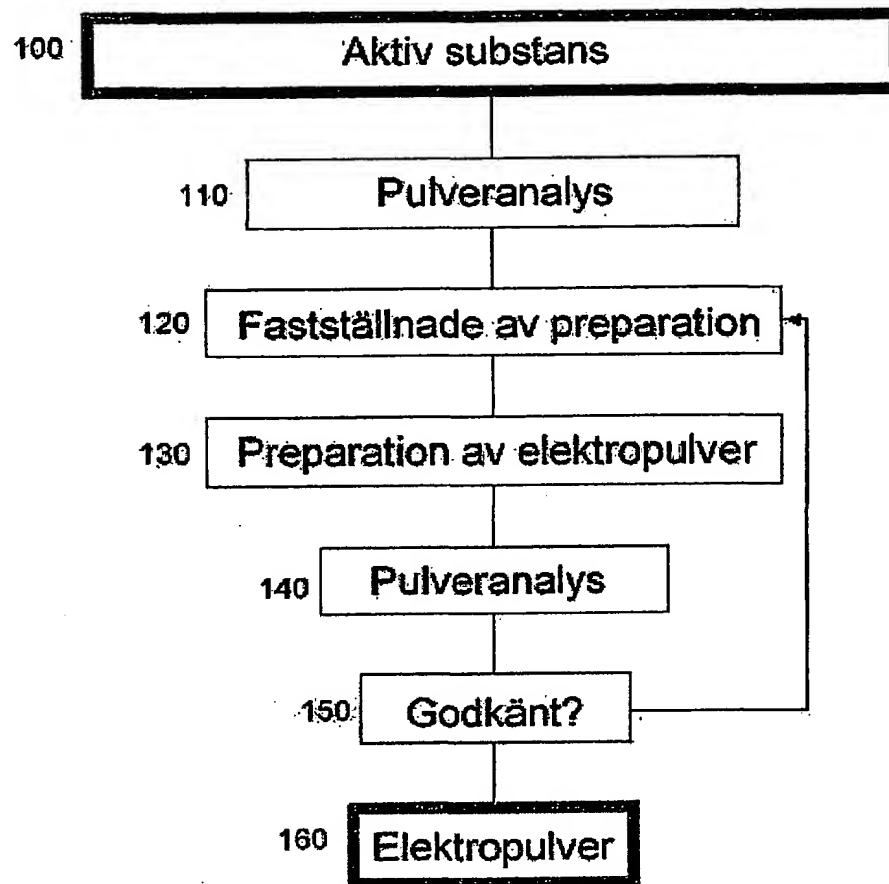 100 Aktiv substans
110 Pulveranalys
120 Fastställnade av preparation
130 Preparation av elektropulver
140 Pulveranalys
150 Godkänt?
160 Elektropulver